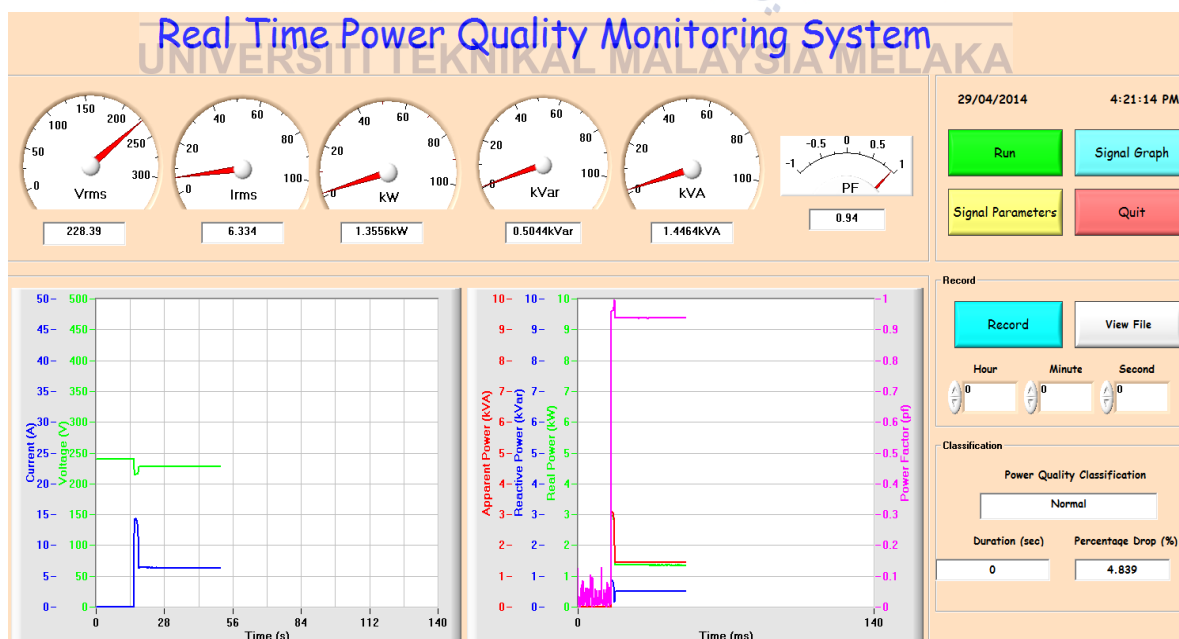 Real Time Power Quality Monitoring System
UNIVERSITI TEKNIKAL MALAYSIA MELAKA
29/04/2014 4:21:14 PM
0 50 100 150 200 250 300
Vrms
228.39
0 20 40 60 80 100
Irms
6.334
0 20 40 60 80 100
kW
1.3556kW
0 20 40 60 80 100
kVar
0.5044kVar
0 20 40 60 80 100
kVA
1.4464kVA
-1 -0.5 0 0.5 1
PF
0.94
Run
Signal Graph
Signal Parameters
Quit
Record
Record
View File
Hour Minute Second
0 0 0
Classification
Power Quality Classification
Normal
Duration (sec) Percentage Drop (%)
0 4.839
Current (A)
50 45 40 35 30 25 20 15 10 5 0
Voltage (V)
500 450 400 350 300 250 200 150 100 50 0
0 28 56 84 112 140
Time (s)
Apparent Power (kVA)
10 9 8 7 6 5 4 3 2 1 0
Reactive Power (kVar)
10 9 8 7 6 5 4 3 2 1 0
Real Power (kW)
10 9 8 7 6 5 4 3 2 1 0
Power Factor (pf)
1 0.9 0.8 0.7 0.6 0.5 0.4 0.3 0.2 0.1 0
0 140
Time (ms)